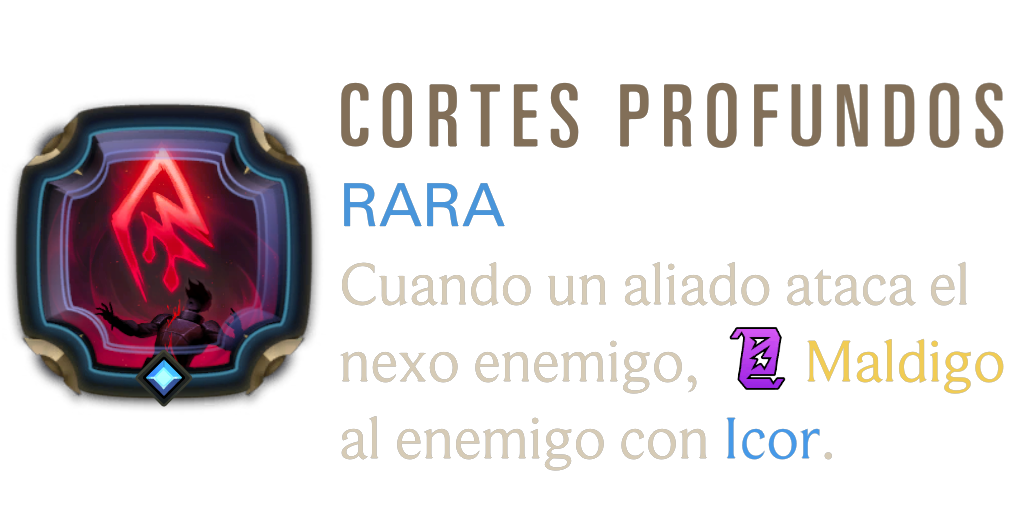 CORTES PROFUNDOS
RARA
Cuando un aliado ataca el
nexo enemigo, Maldigo
al enemigo con Icor.